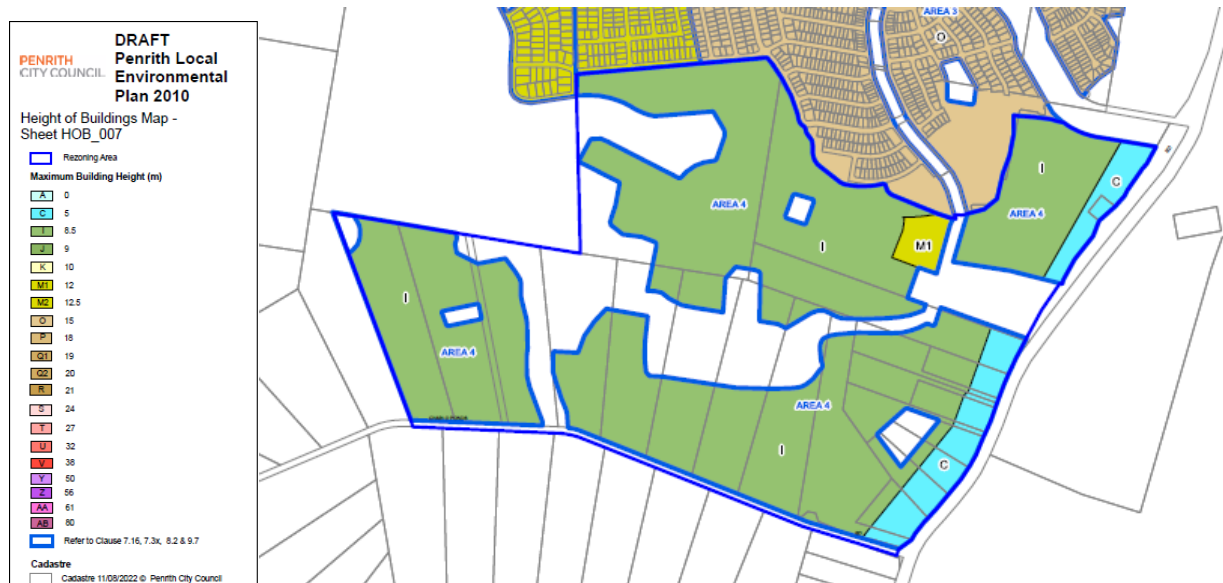 PENRITH
CITY COUNCIL
DRAFT
Penrith Local
Environmental
Plan 2010
Height of Buildings Map -
Sheet HOB_007
Rezoning Area
Maximum Building Height (m)
A 0
C 5
I 8.5
J 9
K 10
M1 12
M2 12.5
O 15
P 18
Q1 19
Q2 20
R 21
S 24
T 27
U 32
V 38
Y 50
Z 56
AA 61
AB 80
Refer to Clause 7.16, 7.3x, 8.2 & 9.7
Cadastre
Cadastre 11/08/2022 © Penrith City Council
AREA 3
O
I
C
AREA 4
AREA 4
I
M1
I
AREA 4
AREA 4
I
C